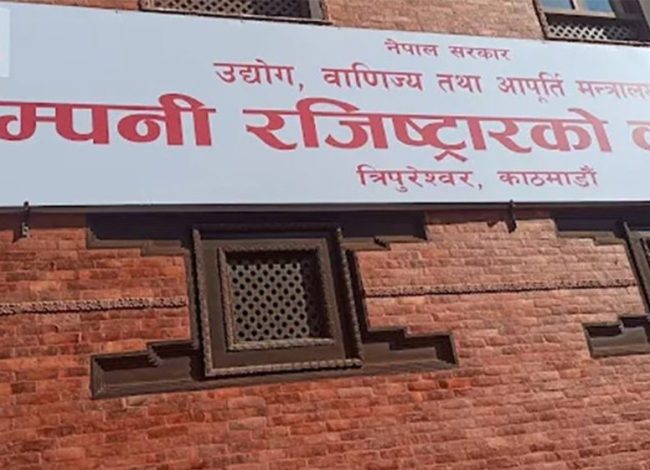 नेपाल सरकार
उद्योग, वाणिज्य तथा आपूर्ति मन्त्राल
म्पनी रजिष्ट्रारको
त्रिपुरेश्वर, काठमाडौं